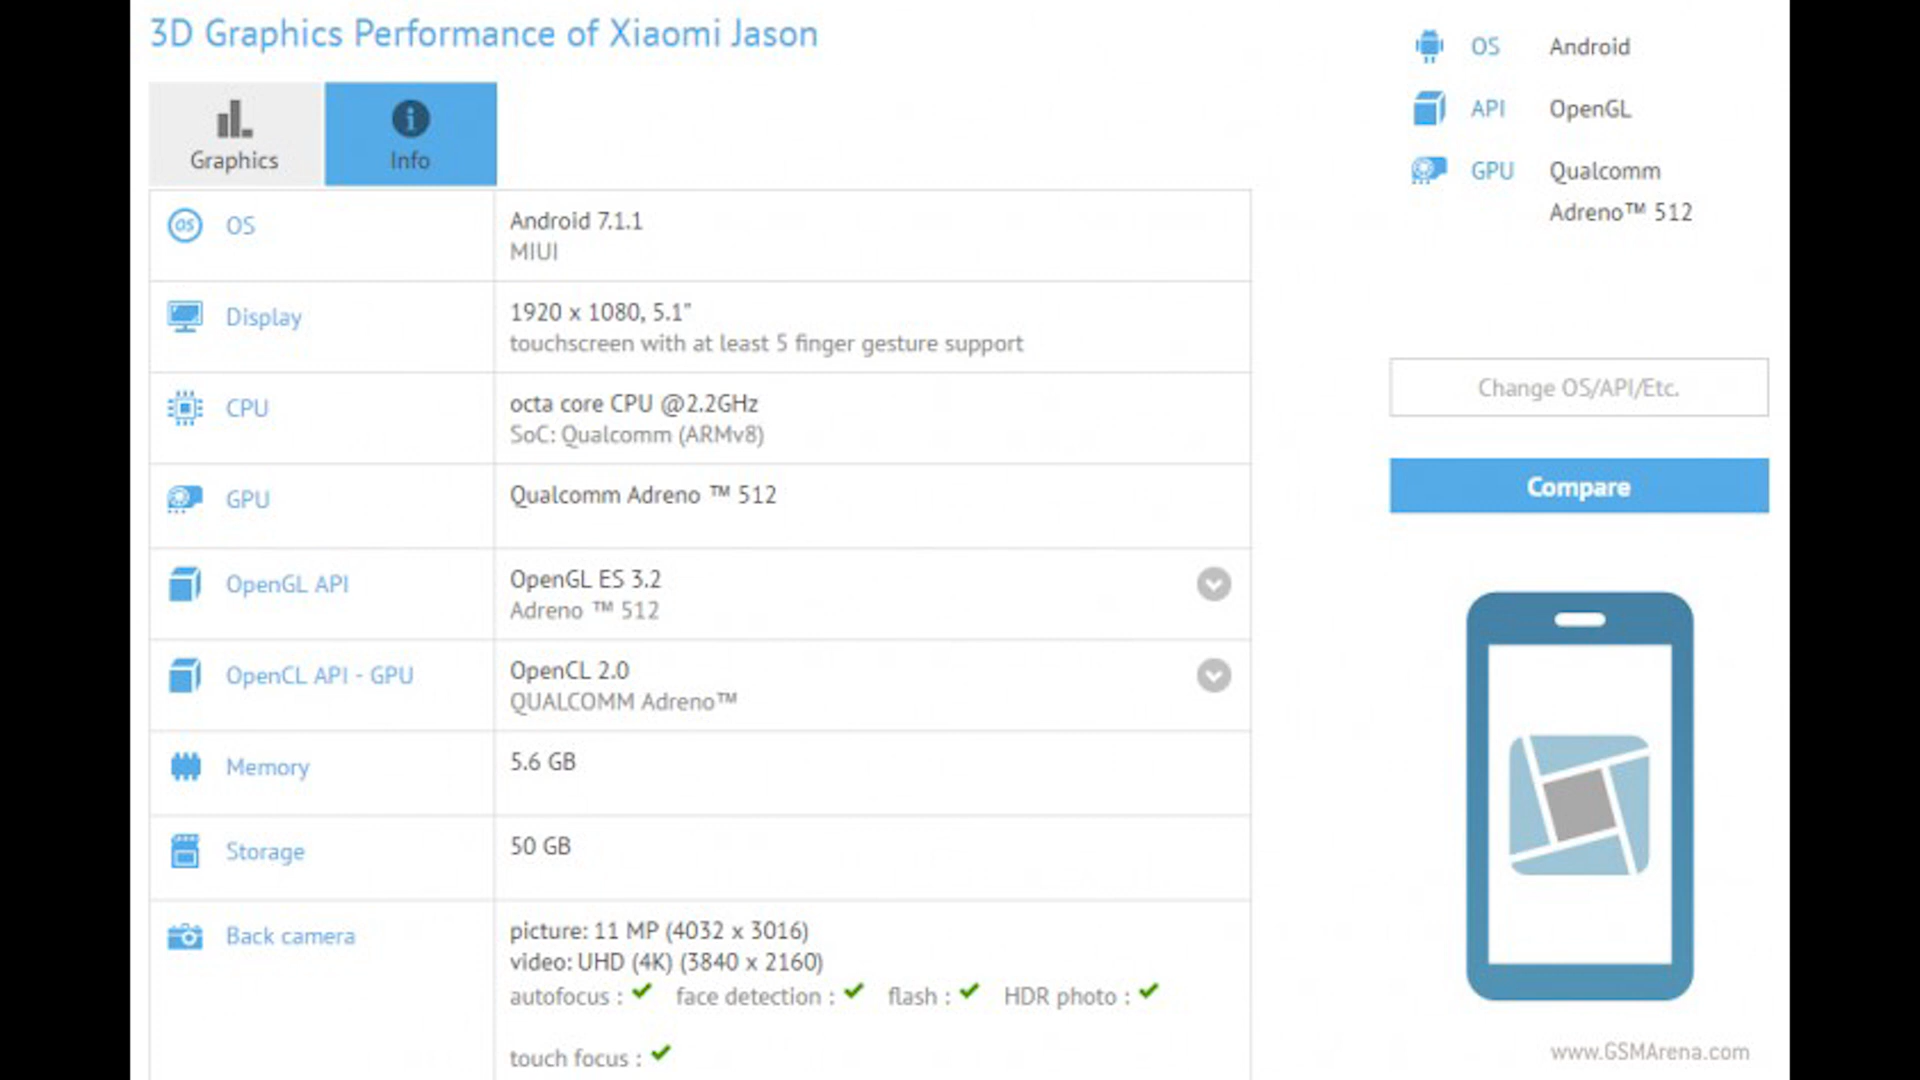 3D Graphics Performance of Xiaomi Jason
Graphics
Info
OS
Android 7.1.1
MIUI
Display
1920 x 1080, 5.1"
touchscreen with at least 5 finger gesture support
CPU
octa core CPU @2.2GHz
SoC: Qualcomm (ARMv8)
GPU
Qualcomm Adreno ™ 512
OpenGL API
OpenGL ES 3.2
Adreno ™ 512
OpenCL API - GPU
OpenCL 2.0
QUALCOMM Adreno™
Memory
5.6 GB
Storage
50 GB
Back camera
picture: 11 MP (4032 x 3016)
video: UHD (4K) (3840 x 2160)
autofocus : ✔ face detection : ✔ flash : ✔ HDR photo : ✔
touch focus : ✔
OS Android
API OpenGL
GPU Qualcomm
Adreno™ 512
Change OS/API/Etc.
Compare
www.GSMArena.com